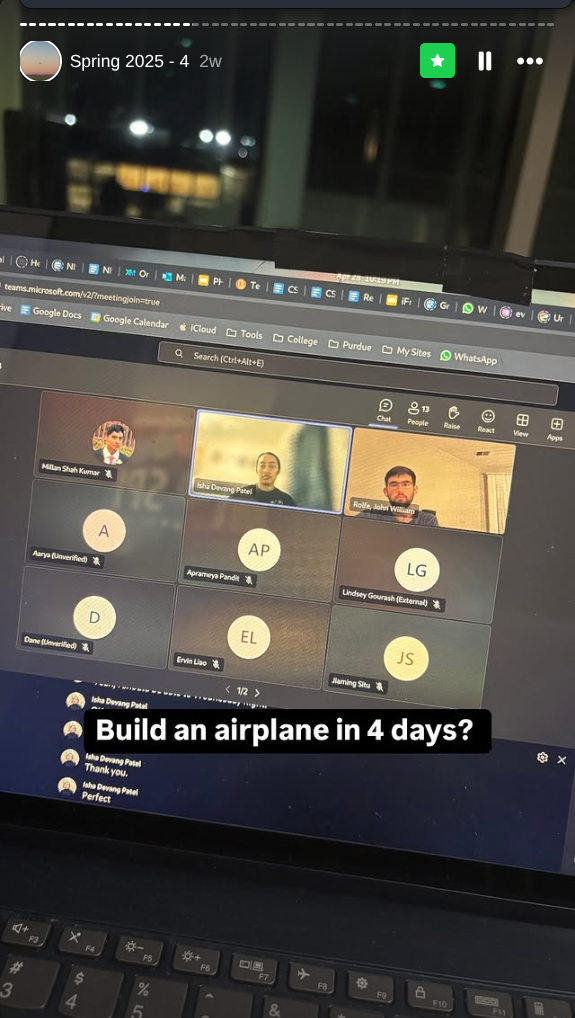 Spring 2025 - 4 2w
Apr 28 10:19 PM
teams.microsoft.com/v2/?meetingjoin=true
Google Docs
Google Calendar
iCloud
Tools
College
Purdue
My Sites
WhatsApp
Search (Ctrl+Alt+E)
Chat
13
People
Raise
React
View
Apps
Millan Shah Kumar
Isha Devang Patel
Rolfe, John William
A
Aarya (Unverified)
AP
Aprameya Pandit
LG
Lindsey Gourash (External)
D
Dane (Unverified)
EL
Ervin Liao
JS
Jiaming Situ
1/2
Isha Devang Patel
Build an airplane in 4 days?
Isha Devang Patel
Thank you.
Isha Devang Patel
Perfect
F3
F4
F5
F6
F7
F8
F9
F10
F11
#
3
$
4
%
5
^
&